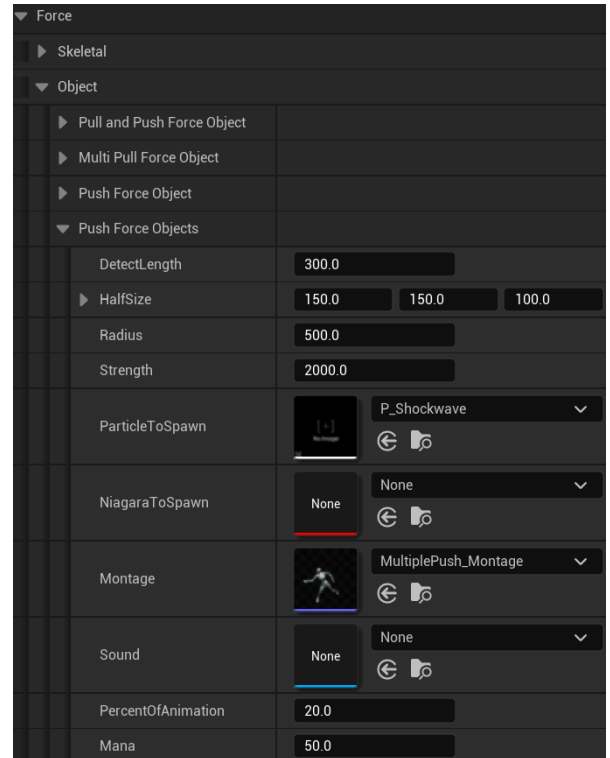 Force
Skeletal
Object
Pull and Push Force Object
Multi Pull Force Object
Push Force Object
Push Force Objects
DetectLength 300.0
HalfSize 150.0 150.0 100.0
Radius 500.0
Strength 2000.0
ParticleToSpawn P_Shockwave
No Image
NiagaraToSpawn None None
Montage MultiplePush_Montage
Sound None None
PercentOfAnimation 20.0
Mana 50.0